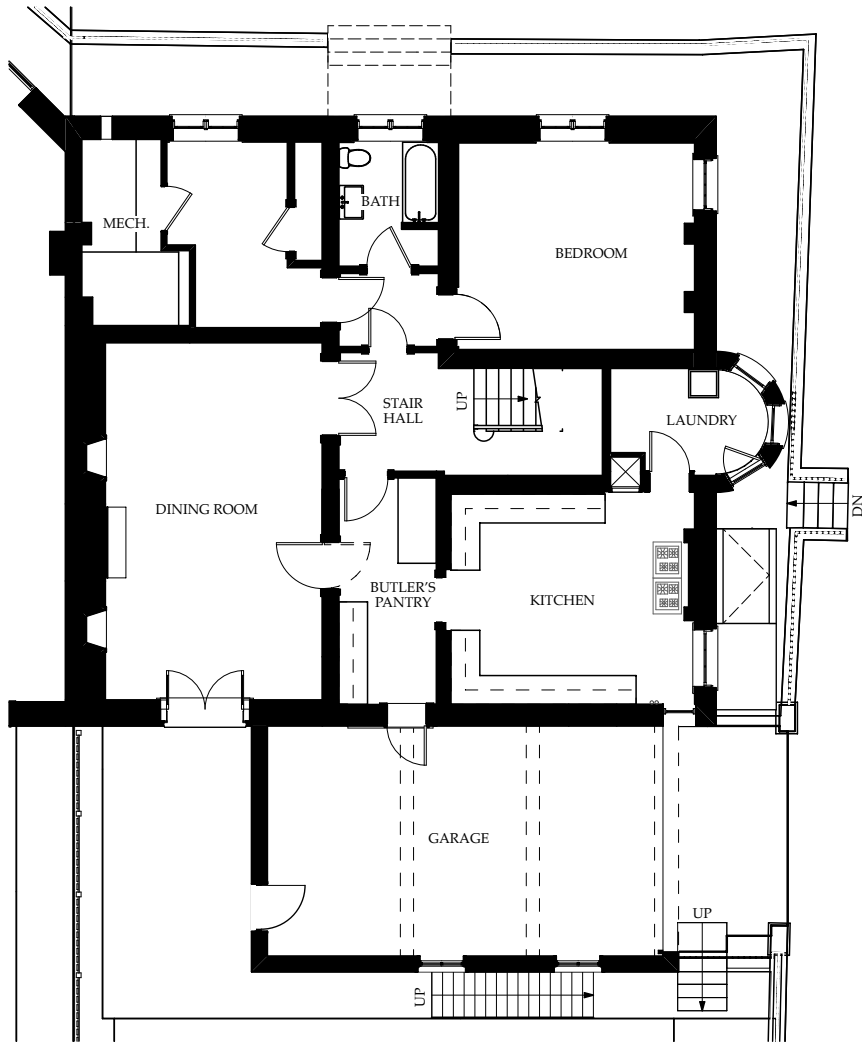 BATH
MECH.
BEDROOM
UP
STAIR
HALL
LAUNDRY
DINING ROOM
DN
BUTLER'S
PANTRY
KITCHEN
GARAGE
UP
UP